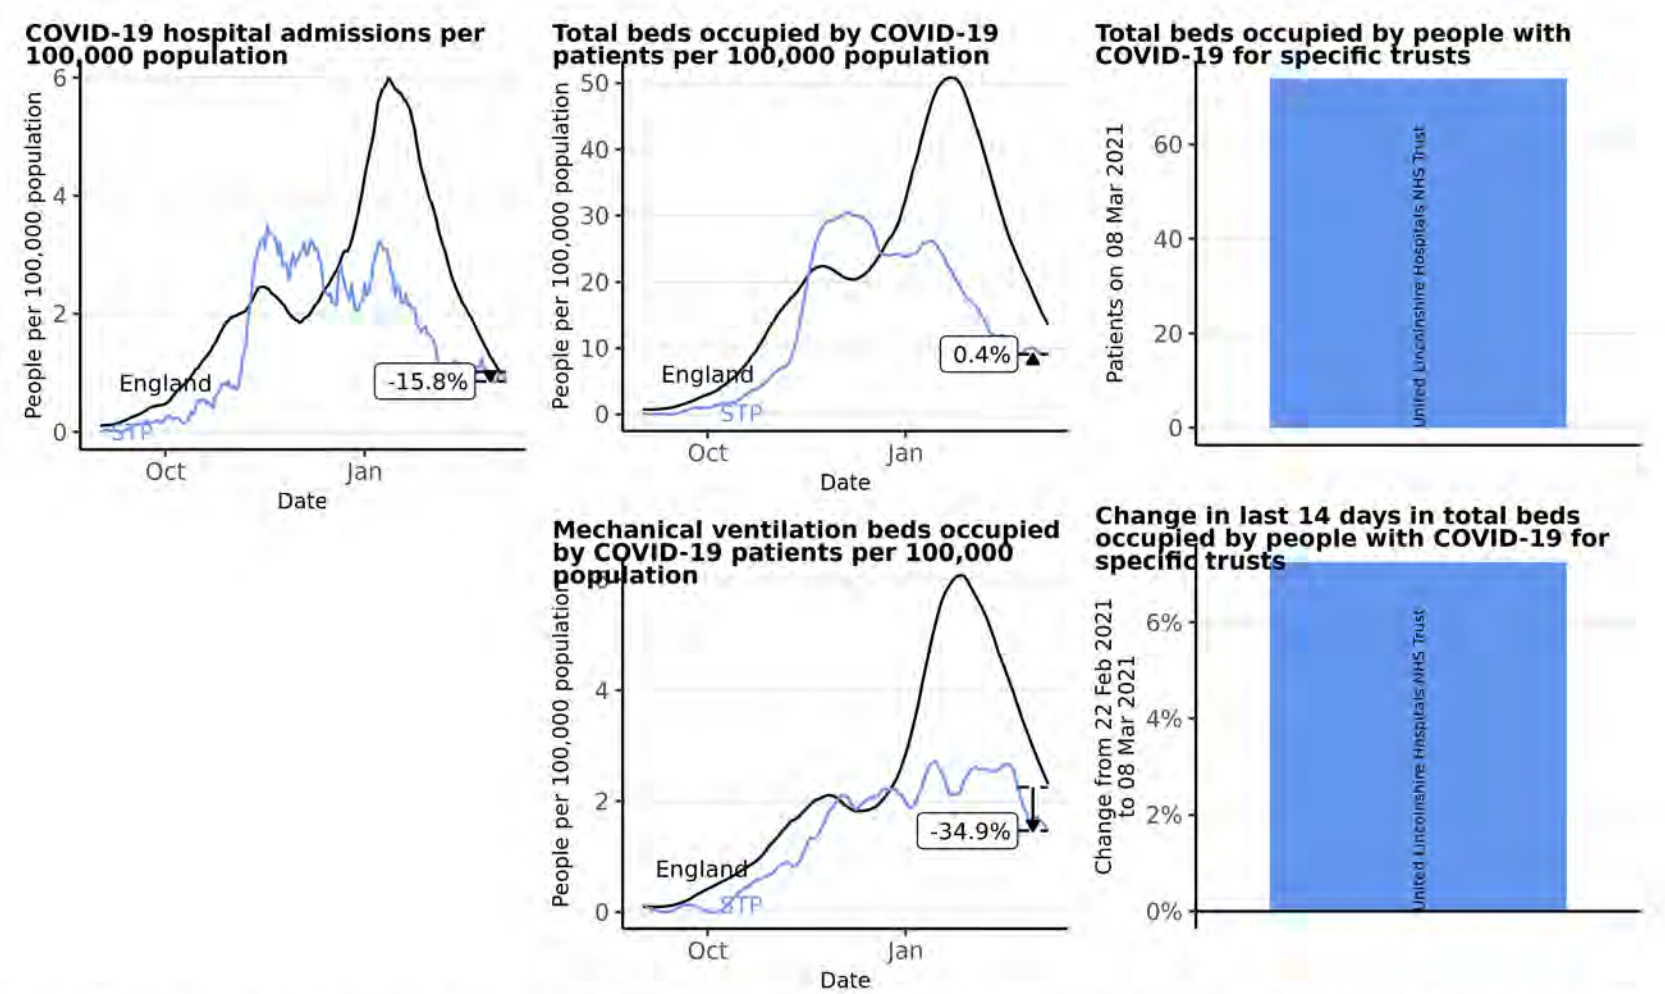 COVID-19 hospital admissions per
100,000 population
People per 100,000 population
6
4
2
0
England
STP
-15.8%
Oct
Jan
Date
Total beds occupied by COVID-19
patients per 100,000 population
People per 100,000 population
50
40
30
20
10
0
England
STP
0.4%
Oct
Jan
Date
Total beds occupied by people with
COVID-19 for specific trusts
Patients on 08 Mar 2021
60
40
20
0
United Lincolnshire Hospitals NHS Trust
Mechanical ventilation beds occupied
by COVID-19 patients per 100,000
population
People per 100,000 population
6
4
2
0
England
STP
-34.9%
Oct
Jan
Date
Change in last 14 days in total beds
occupied by people with COVID-19 for
specific trusts
Change from 22 Feb 2021
to 08 Mar 2021
6%
4%
2%
0%
United Lincolnshire Hospitals NHS Trust